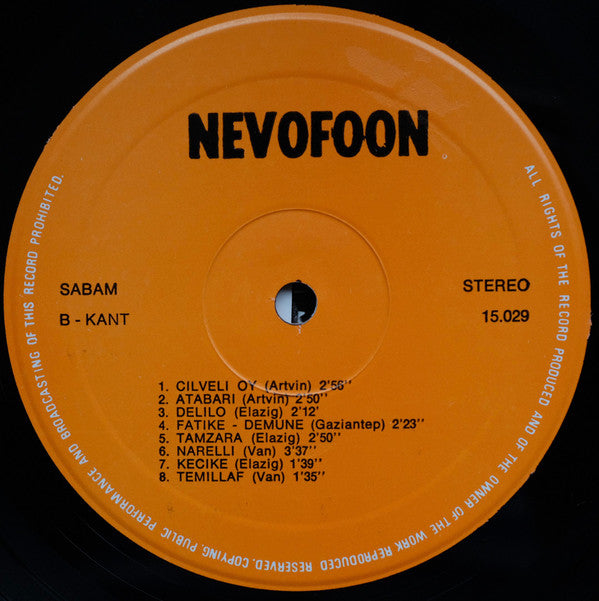 NEVOFOON
SABAM
STEREO
B - KANT
15.029
1. CILVELI OY (Artvin) 2'56''
2. ATABARI (Artvin) 2'50''
3. DELILO (Elazig) 2'12'
4. FATIKE - DEMUNE (Gaziantep) 2'23''
5. TAMZARA (Elazig) 2'50''
6. NARELLI (Van) 3'37''
7. KECIKE (Elazig) 1'39''
8. TEMILLAF (Van) 1'35''
ALL RIGHTS OF THE RECORD PRODUCED AND OF THE OWNER OF THE WORK REPRODUCED RESERVED. COPYING, PUBLIC PERFORMANCE AND BROADCASTING OF THIS RECORD PROHIBITED.